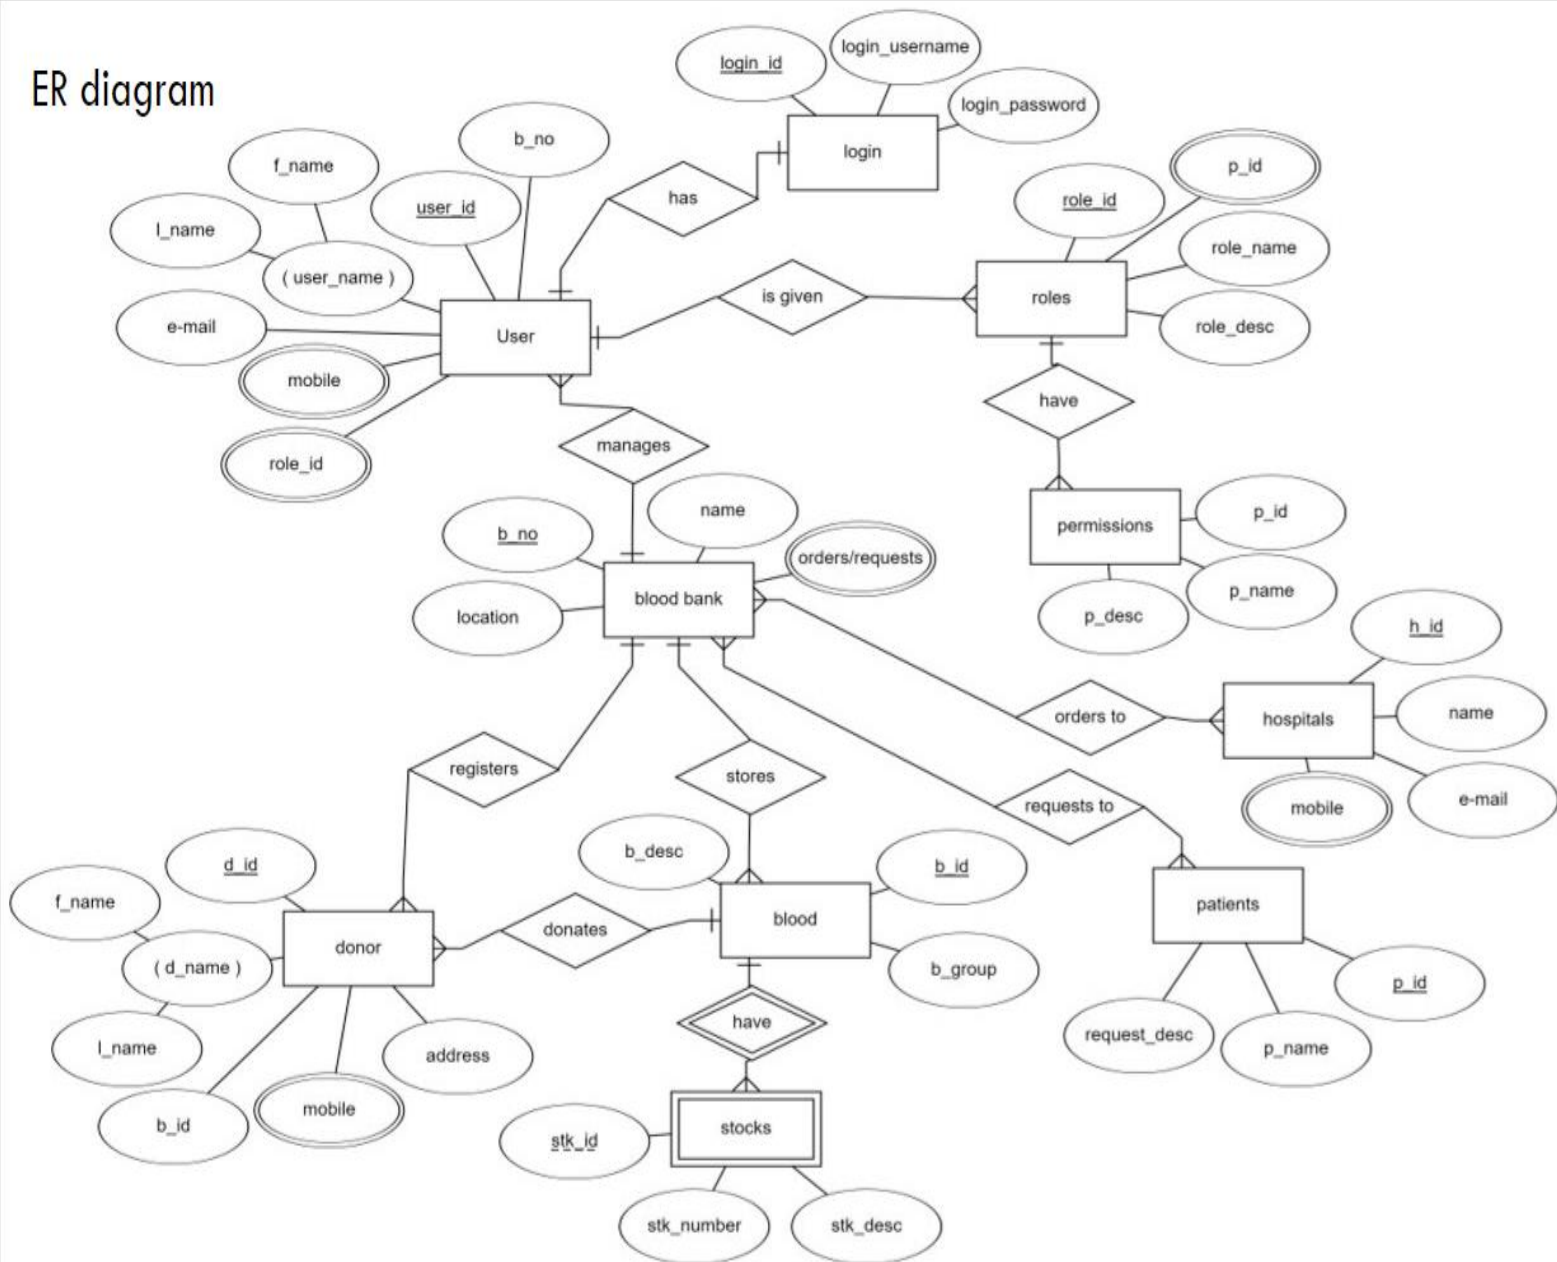 ER diagram
login_id
login_username
login_password
login
b_no
f_name
user_id
l_name
( user_name )
e-mail
mobile
role_id
User
has
is given
p_id
role_id
role_name
role_desc
roles
have
manages
permissions
p_id
p_name
p_desc
b_no
name
orders/requests
location
blood bank
h_id
name
hospitals
orders to
e-mail
mobile
registers
stores
requests to
b_desc
b_id
blood
b_group
donates
d_id
f_name
( d_name )
l_name
donor
b_id
mobile
address
patients
p_id
request_desc
p_name
have
stocks
stk_id
stk_number
stk_desc